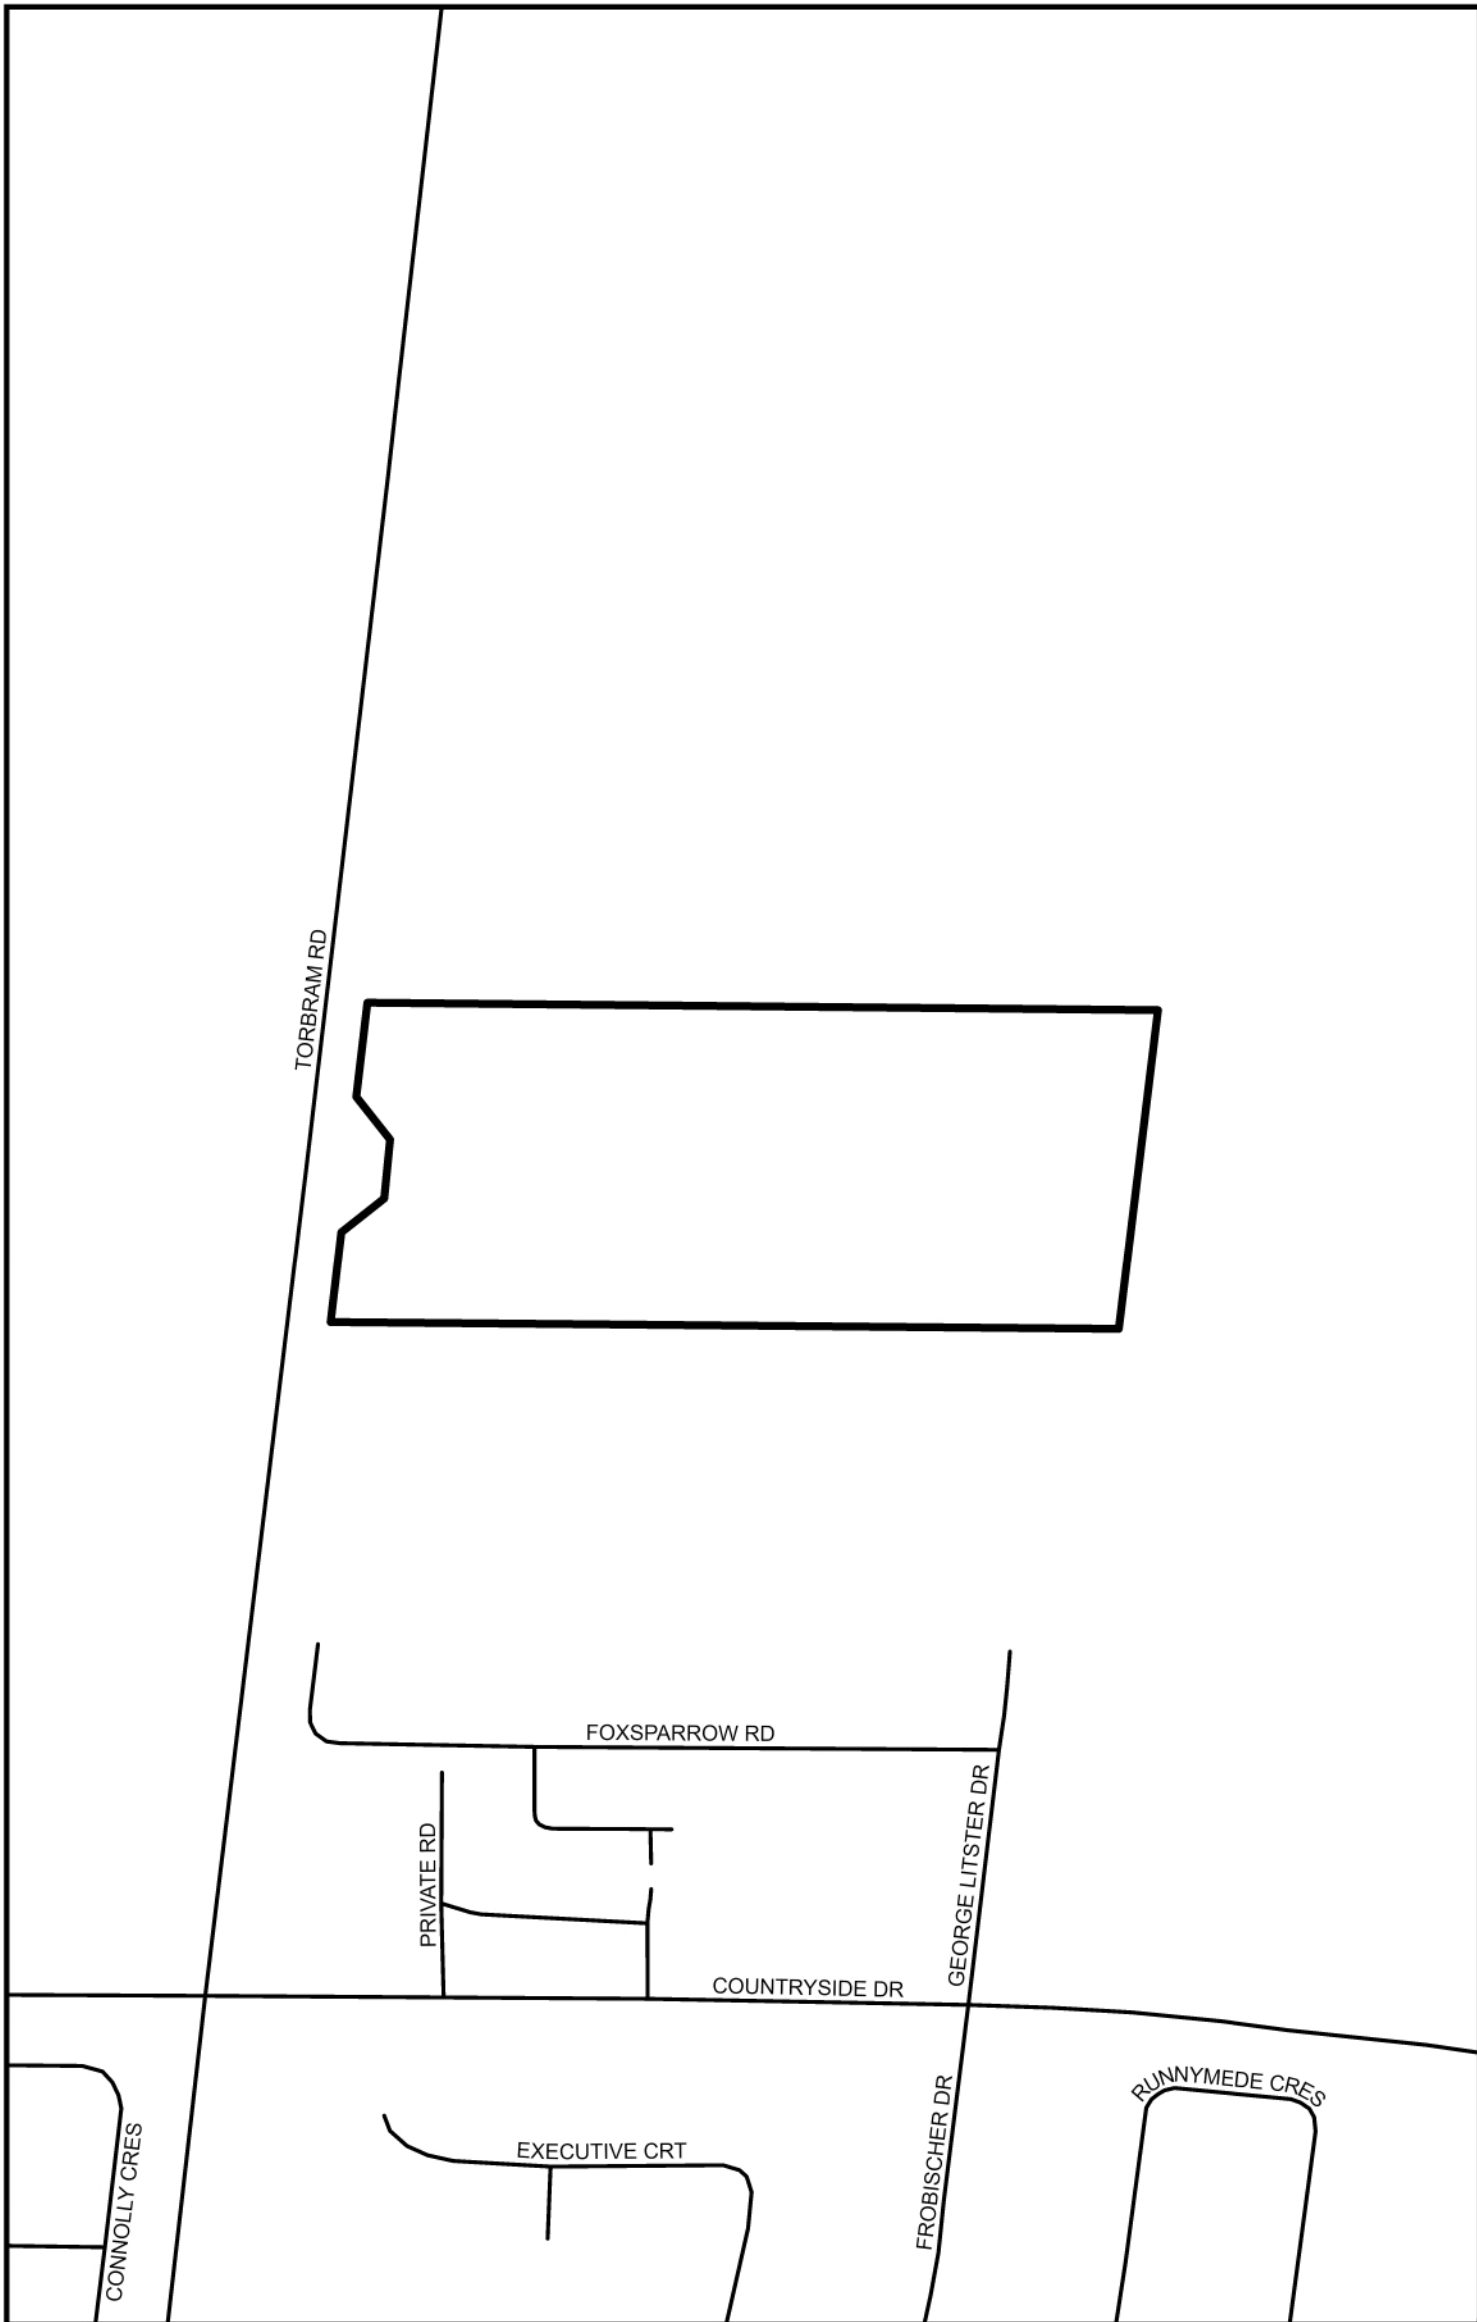 TORBRAM RD
FOXSPARROW RD
PRIVATE RD
GEORGE LITSTER DR
COUNTRYSIDE DR
RUNNYMEDE CRES
FROBISCHER DR
CONNOLLY CRES
EXECUTIVE CRT